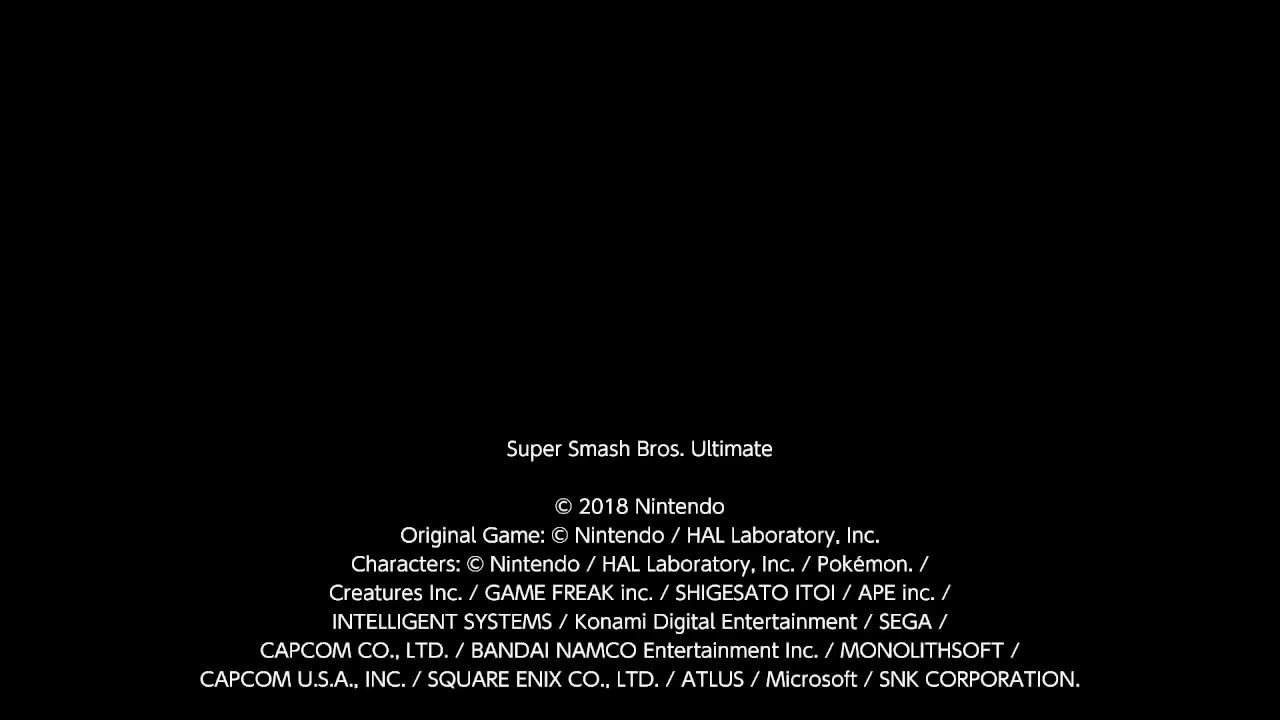 Super Smash Bros. Ultimate
© 2018 Nintendo
Original Game: © Nintendo / HAL Laboratory, Inc.
Characters: © Nintendo / HAL Laboratory, Inc. / Pokémon. /
Creatures Inc. / GAME FREAK inc. / SHIGESATO ITOI / APE inc. /
INTELLIGENT SYSTEMS / Konami Digital Entertainment / SEGA /
CAPCOM CO., LTD. / BANDAI NAMCO Entertainment Inc. / MONOLITHSOFT /
CAPCOM U.S.A., INC. / SQUARE ENIX CO., LTD. / ATLUS / Microsoft / SNK CORPORATION.